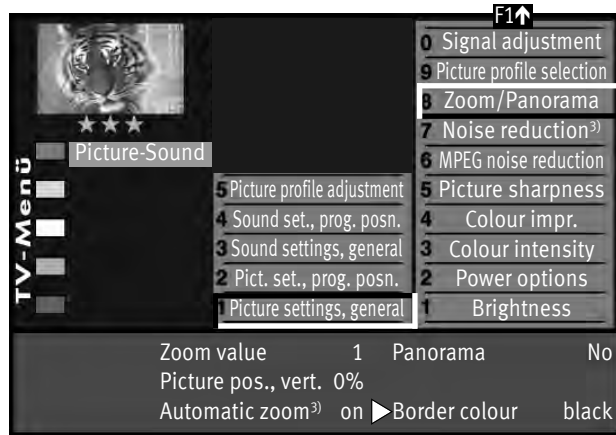 F1↑
0 Signal adjustment
9 Picture profile selection
8 Zoom/Panorama
7 Noise reduction³⁾
6 MPEG noise reduction
5 Picture sharpness
4 Colour impr.
3 Colour intensity
2 Power options
1 Brightness
TV-Menü
Picture-Sound
5 Picture profile adjustment
4 Sound set., prog. posn.
3 Sound settings, general
2 Pict. set., prog. posn.
1 Picture settings, general
Zoom value 1 Panorama No
Picture pos., vert. 0%
Automatic zoom³⁾ on ▷Border colour black